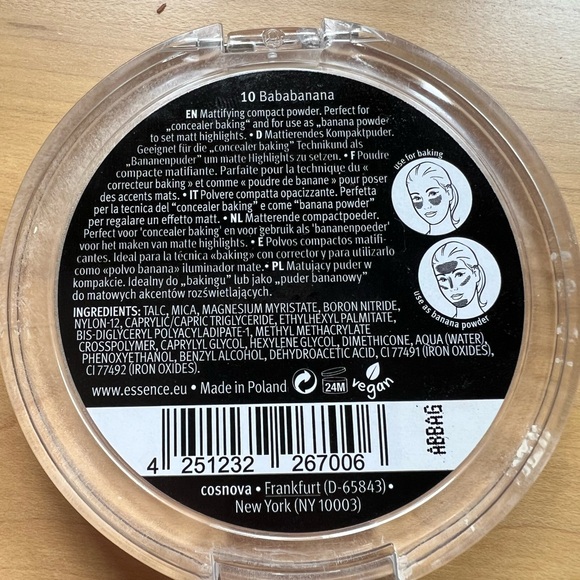 10 Bababanana
EN Mattifying compact powder. Perfect for
„concealer baking“ and for use as „banana powder“
to set matt highlights. • D Mattierendes Kompaktpuder.
Geeignet für die „concealer baking“ Technikund als
„Bananenpuder“ um matte Highlights zu setzen. • F Poudre
compacte matifiante. Parfaite pour la technique du «
correcteur baking » et comme « poudre de banane » pour poser
des accents mats. • IT Polvere compatta opacizzante. Perfetta
per la tecnica del “concealer baking” e come “banana powder”
per regalare un effetto matt. • NL Matterende compactpoeder.
Perfect voor 'concealer baking' en voor gebruik als 'bananenpoeder'
voor het maken van matte highlights. • E Polvos compactos matifi-
cantes. Ideal para la técnica «baking» con corrector y para utilizarlo
como «polvo banana» iluminador mate. • PL Matujący puder w
kompakcie. Idealny do „bakingu” lub jako „puder bananowy”
do matowych akcentów rozświetlających.
use for baking
use as banana powder
INGREDIENTS: TALC, MICA, MAGNESIUM MYRISTATE, BORON NITRIDE,
NYLON-12, CAPRYLIC/CAPRIC TRIGLYCERIDE, ETHYLHEXYL PALMITATE,
BIS-DIGLYCERYL POLYACYLADIPATE-1, METHYL METHACRYLATE
CROSSPOLYMER, CAPRYLYL GLYCOL, HEXYLENE GLYCOL, DIMETHICONE, AQUA (WATER),
PHENOXYETHANOL, BENZYL ALCOHOL, DEHYDROACETIC ACID, CI 77491 (IRON OXIDES),
CI 77492 (IRON OXIDES).
www.essence.eu • Made in Poland
24M
vegan
4 251232 267006
ABBAG
cosnova • Frankfurt (D-65843) •
New York (NY 10003)